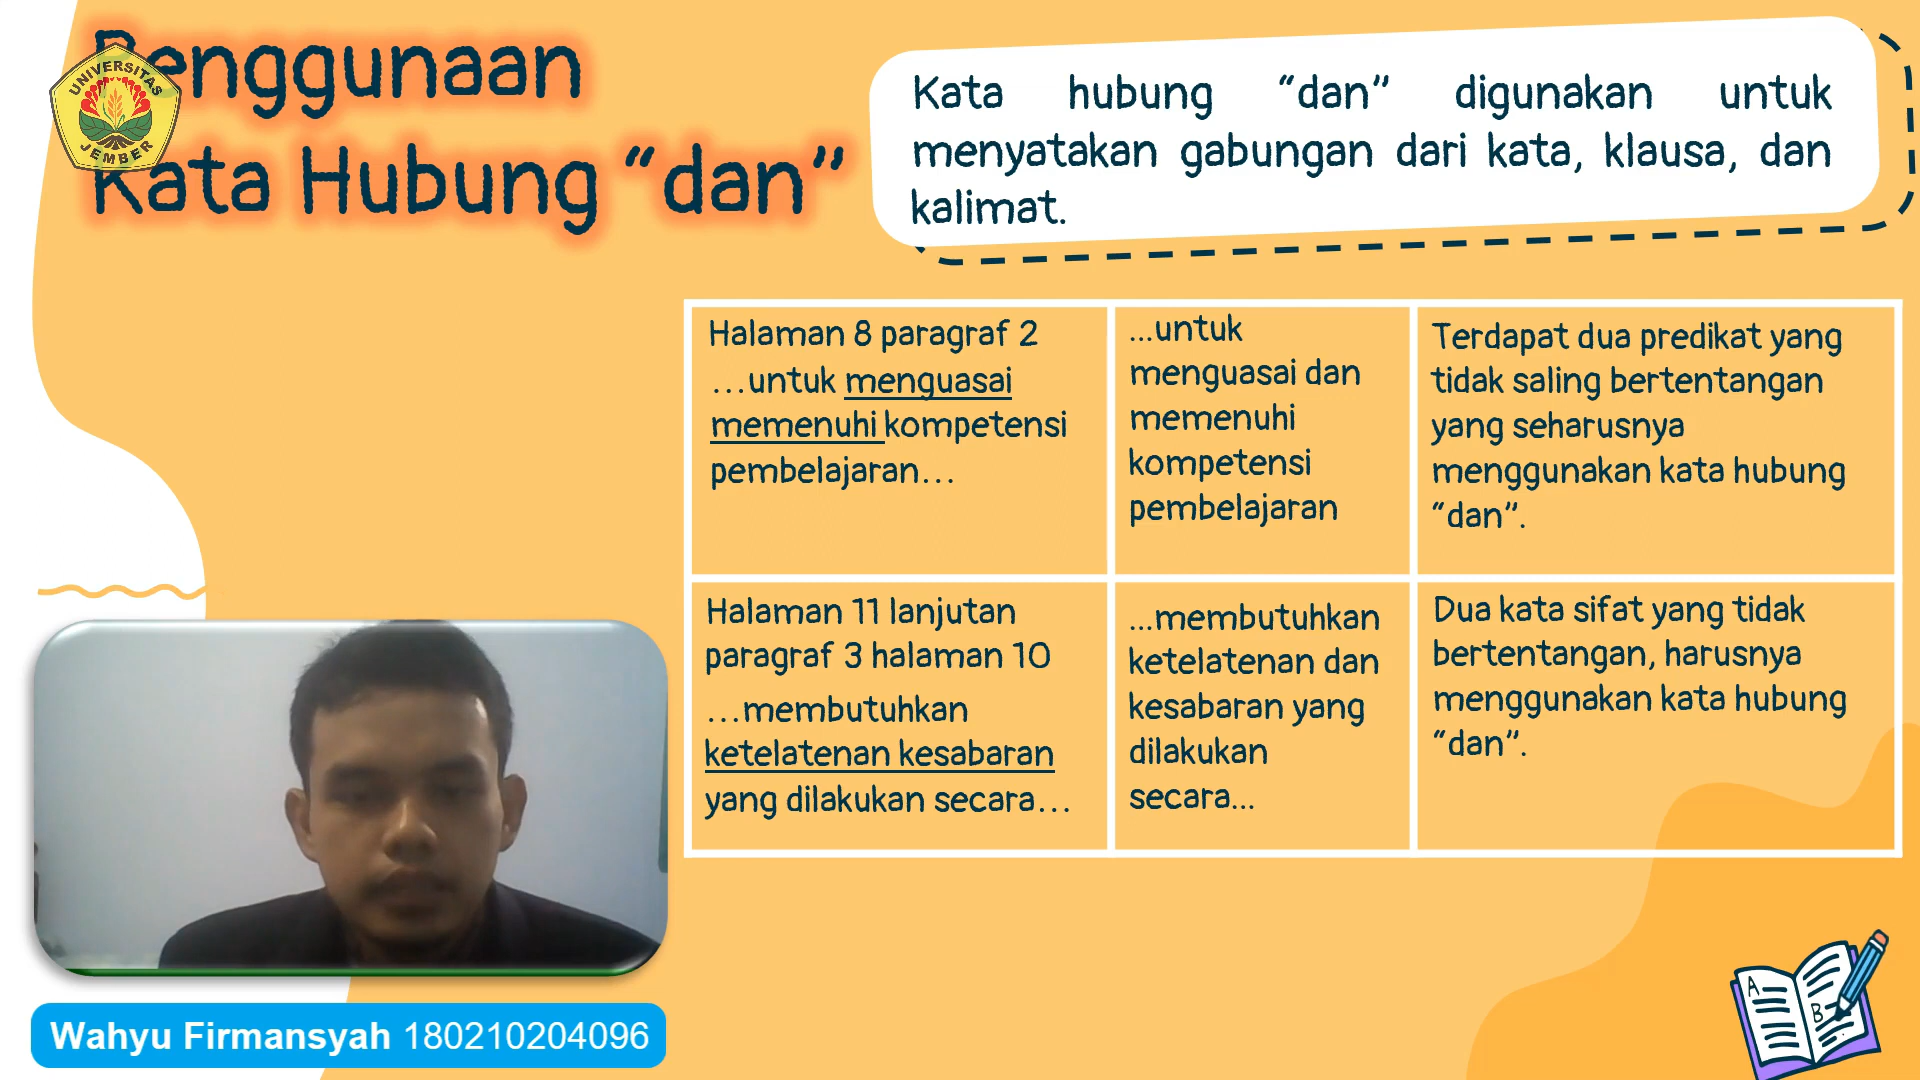 Penggunaan
Kata Hubung “dan”
UNIVERSITAS
JEMBER
Kata hubung “dan” digunakan untuk
menyatakan gabungan dari kata, klausa, dan
kalimat.
Halaman 8 paragraf 2
...untuk menguasai
memenuhi kompetensi
pembelajaran...
...untuk
menguasai dan
memenuhi
kompetensi
pembelajaran
Terdapat dua predikat yang
tidak saling bertentangan
yang seharusnya
menggunakan kata hubung
“dan”.
Halaman 11 lanjutan
paragraf 3 halaman 10
...membutuhkan
ketelatenan kesabaran
yang dilakukan secara...
...membutuhkan
ketelatenan dan
kesabaran yang
dilakukan
secara...
Dua kata sifat yang tidak
bertentangan, harusnya
menggunakan kata hubung
“dan”.
A
B
Wahyu Firmansyah 180210204096